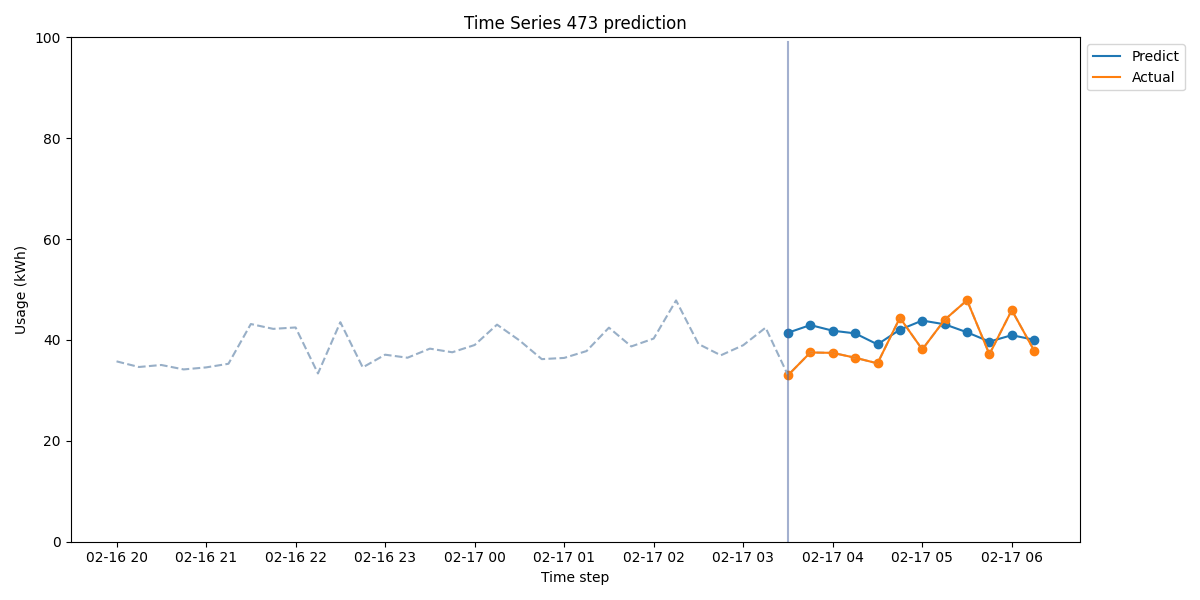 Time Series 473 prediction
Predict
Actual
100
80
60
40
20
0
Usage (kWh)
02-16 20 02-16 21 02-16 22 02-16 23 02-17 00 02-17 01 02-17 02 02-17 03 02-17 04 02-17 05 02-17 06
Time step